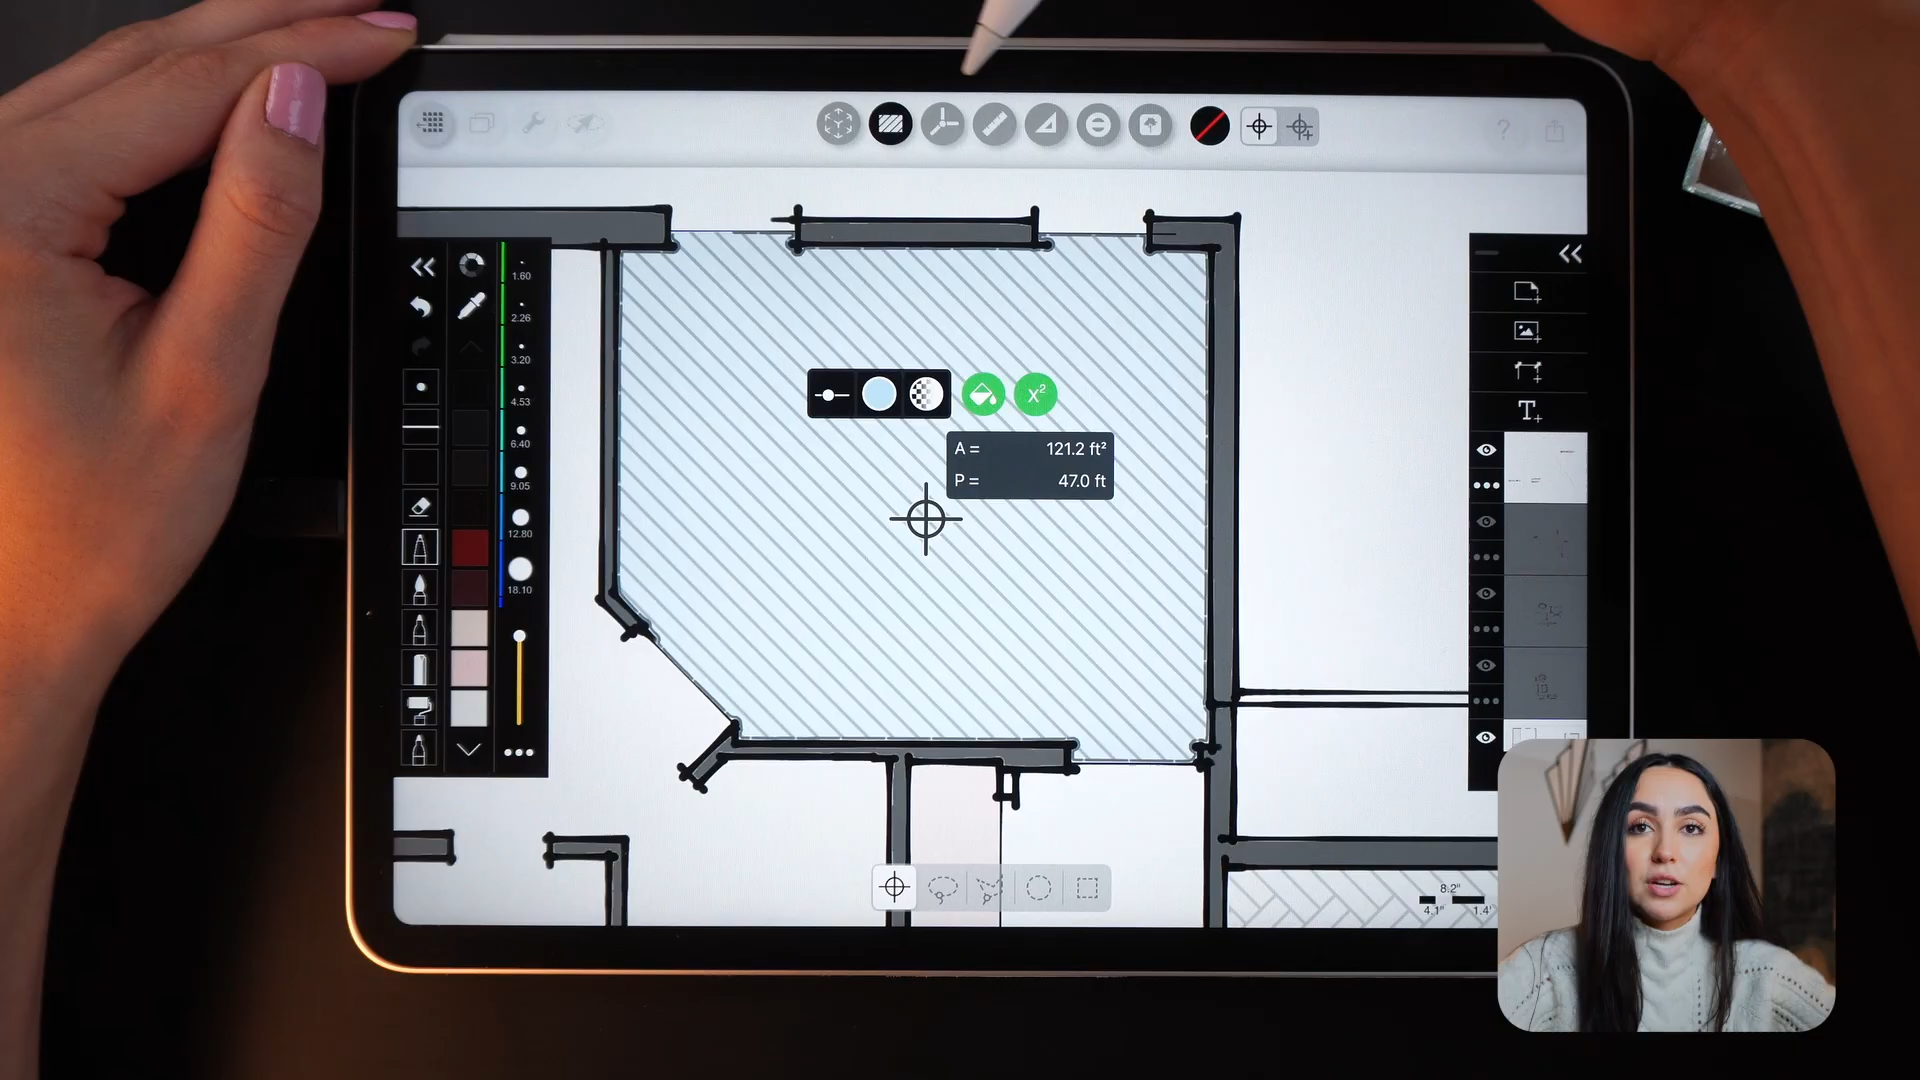 ?
1.60
2.26
3.20
4.53
6.40
9.05
12.80
18.10
X²
A = 121.2 ft²
P = 47.0 ft
T
8.2"
4.1" 1.4'